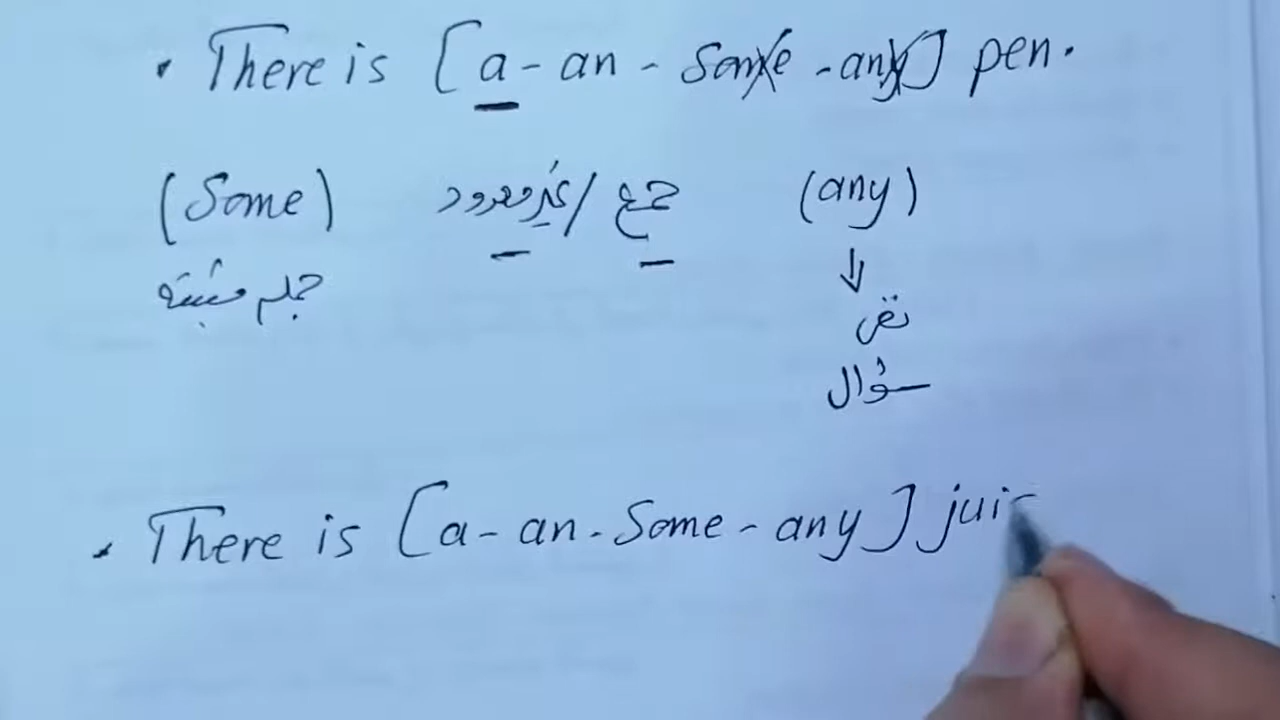 • There is [a - an - some - any] pen.
(Some) جمع / غير معدود (any)
جمله مثبتة ↓
نفي
سؤال
• There is [a - an - Some - any] jui